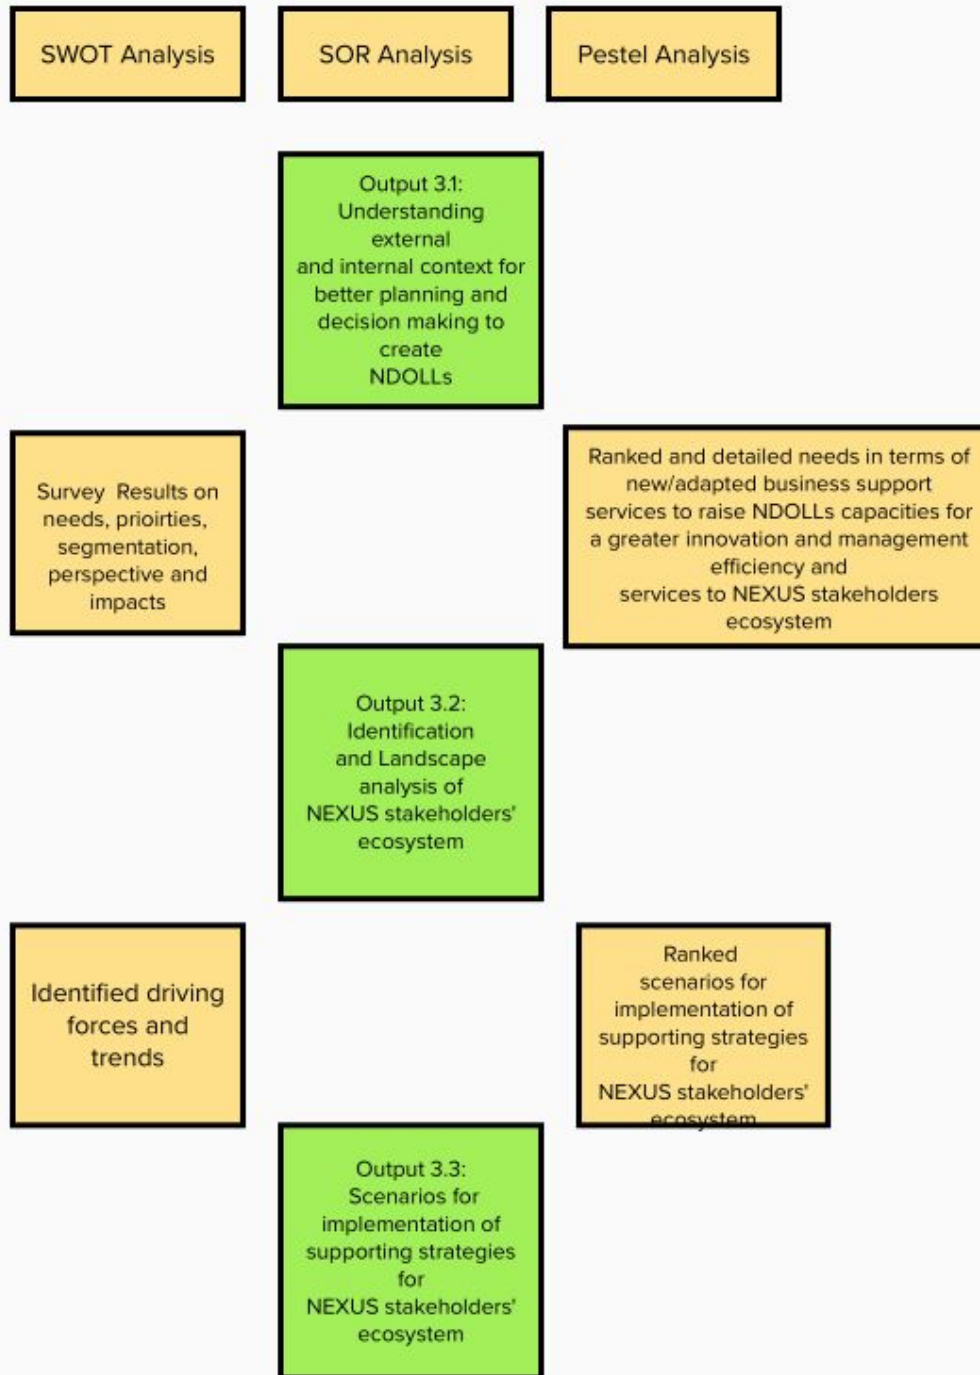 SWOT Analysis
SOR Analysis
Pestel Analysis
Output 3.1:
Understanding
external
and internal context for
better planning and
decision making to
create
NDOLLs
Survey Results on
needs, prioirties,
segmentation,
perspective and
impacts
Ranked and detailed needs in terms of
new/adapted business support
services to raise NDOLLs capacities for
a greater innovation and management
efficiency and
services to NEXUS stakeholders
ecosystem
Output 3.2:
Identification
and Landscape
analysis of
NEXUS stakeholders'
ecosystem
Identified driving
forces and
trends
Ranked
scenarios for
implementation of
supporting strategies
for
NEXUS stakeholders'
ecosystem
Output 3.3:
Scenarios for
implementation of
supporting strategies
for
NEXUS stakeholders'
ecosystem